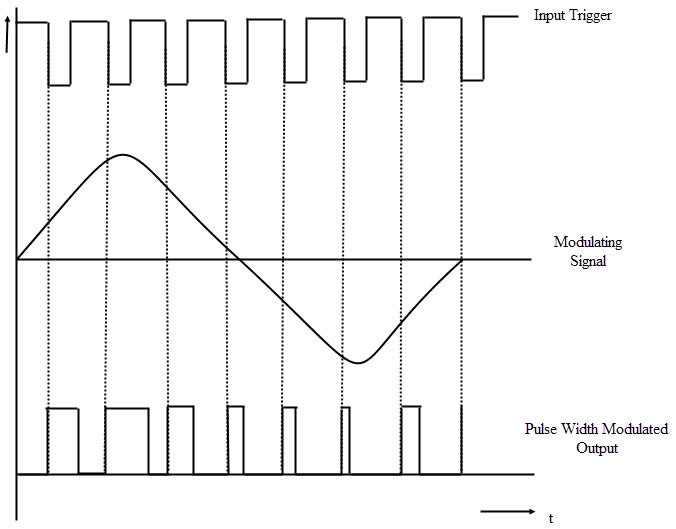 Input Trigger
Modulating
Signal
Pulse Width Modulated
Output
t